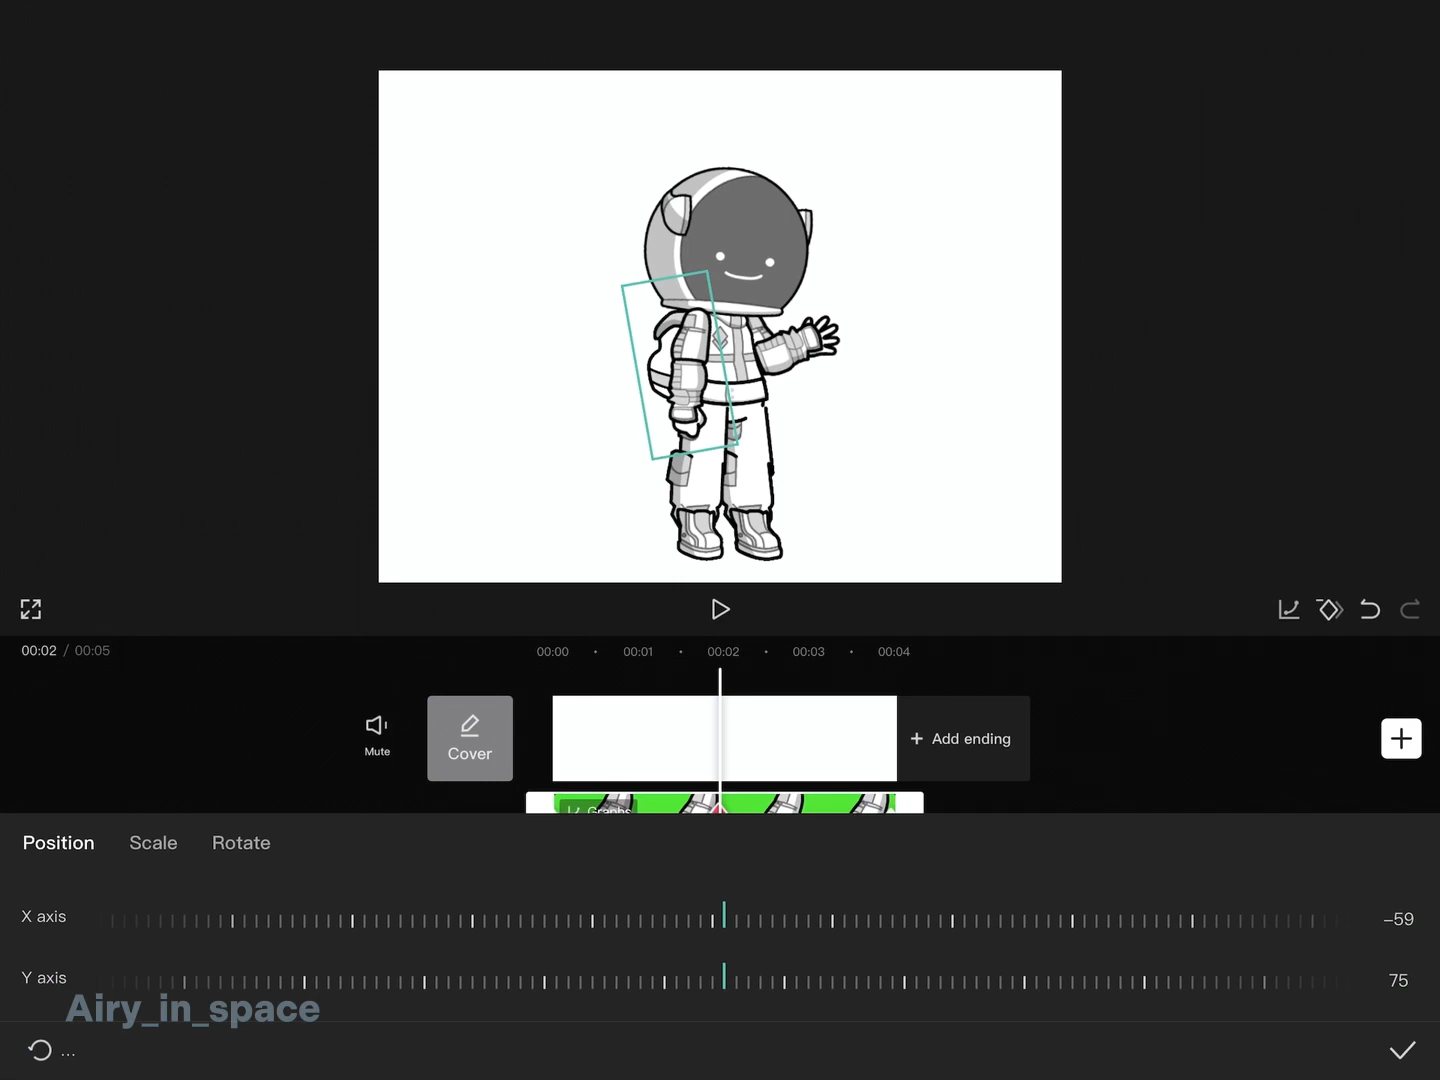 00:02 / 00:05
00:00 00:01 00:02 00:03 00:04
Mute
Cover
+ Add ending
Graphs
Position Scale Rotate
X axis -59
Y axis 75
Airy_in_space
...